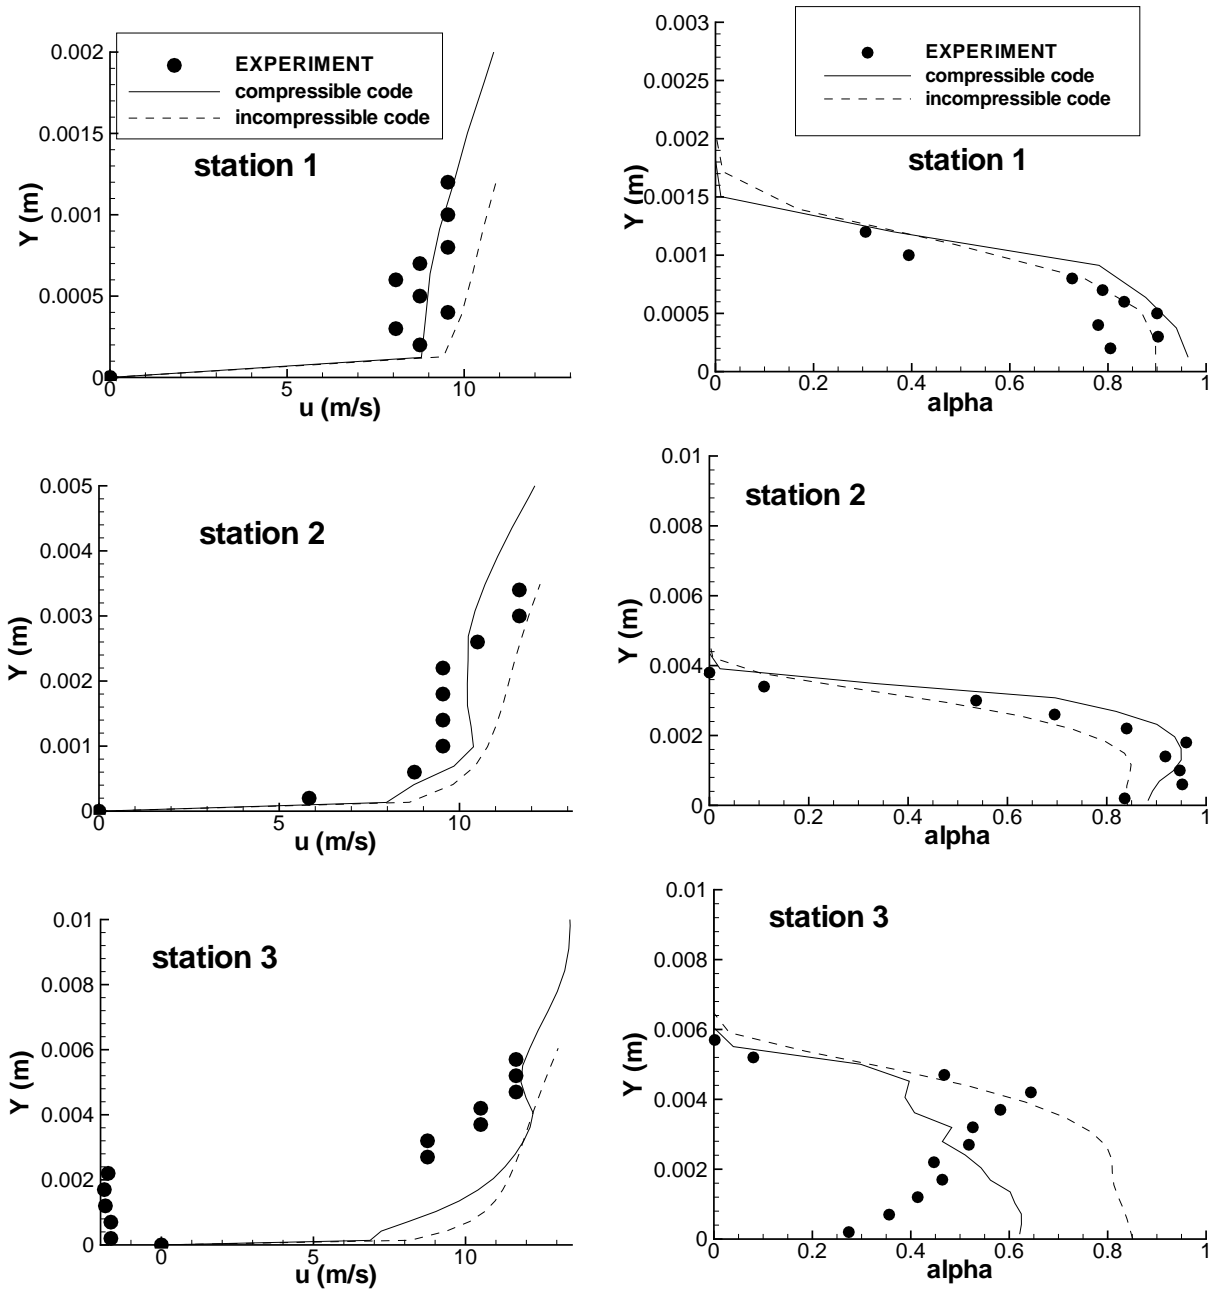 EXPERIMENT
compressible code
incompressible code
station 1
0.002
0.0015
0.001
0.0005
0
Y (m)
0
5
10
u (m/s)
EXPERIMENT
compressible code
incompressible code
station 1
0.003
0.0025
0.002
0.0015
0.001
0.0005
0
Y (m)
0
0.2
0.4
0.6
0.8
1
alpha
station 2
0.005
0.004
0.003
0.002
0.001
0
Y (m)
0
5
10
u (m/s)
station 2
0.01
0.008
0.006
0.004
0.002
0
Y (m)
0
0.2
0.4
0.6
0.8
1
alpha
station 3
0.01
0.008
0.006
0.004
0.002
0
Y (m)
0
5
10
u (m/s)
station 3
0.01
0.008
0.006
0.004
0.002
0
Y (m)
0
0.2
0.4
0.6
0.8
1
alpha